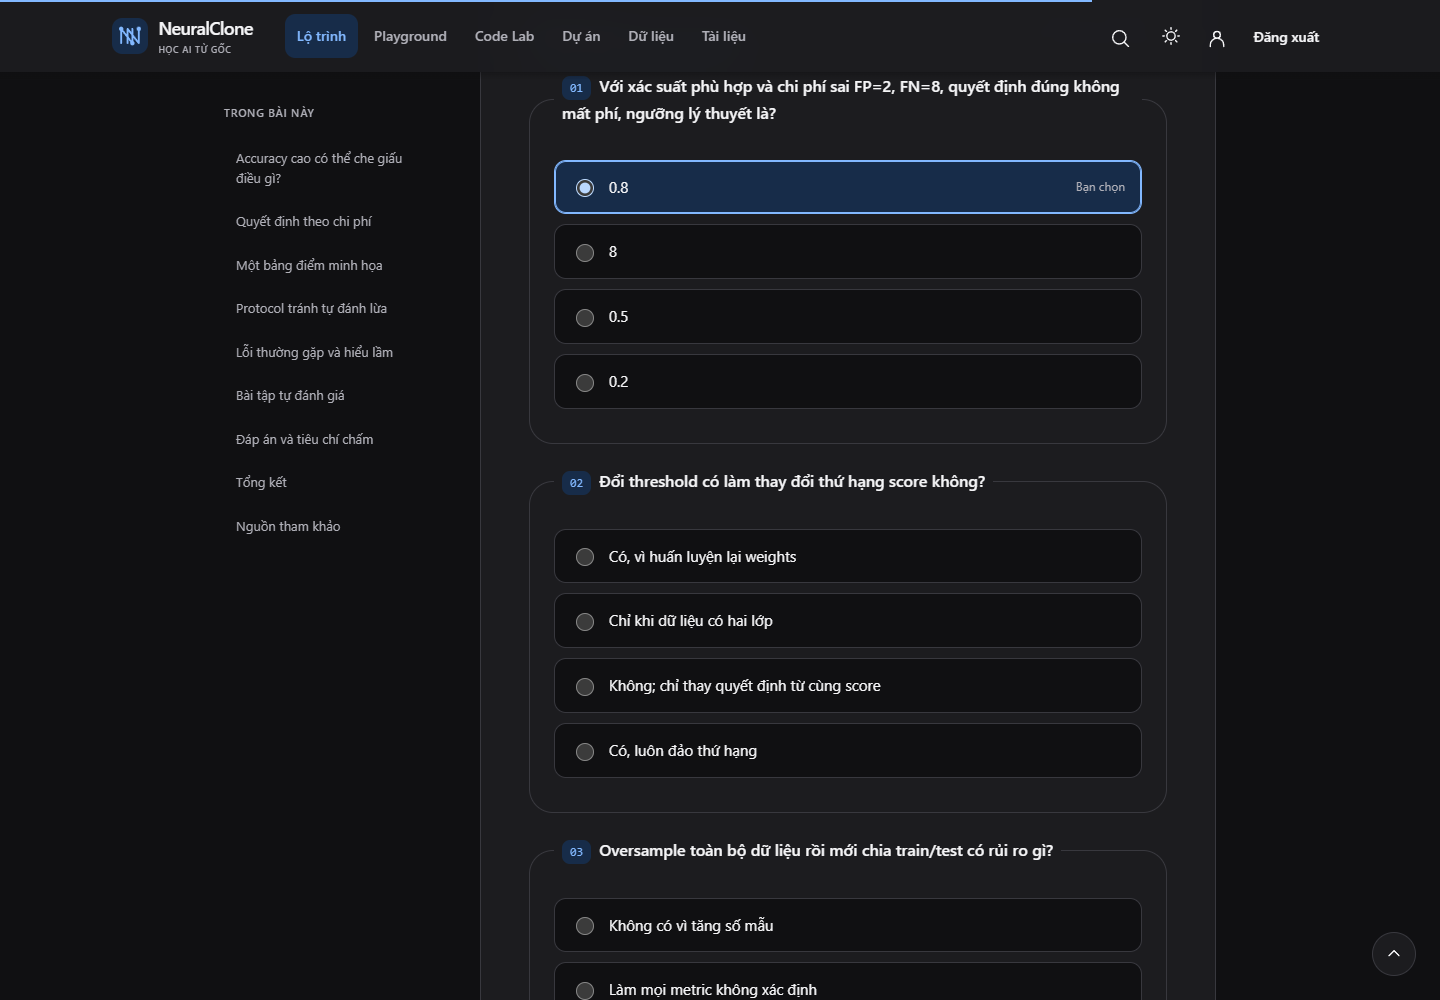 NeuralClone
HỌC AI TỪ GỐC
Lộ trình
Playground
Code Lab
Dự án
Dữ liệu
Tài liệu
Đăng xuất
TRONG BÀI NÀY
Accuracy cao có thể che giấu
điều gì?
Quyết định theo chi phí
Một bảng điểm minh họa
Protocol tránh tự đánh lừa
Lỗi thường gặp và hiểu lầm
Bài tập tự đánh giá
Đáp án và tiêu chí chấm
Tổng kết
Nguồn tham khảo
01 Với xác suất phù hợp và chi phí sai FP=2, FN=8, quyết định đúng không
mất phí, ngưỡng lý thuyết là?
0.8
Bạn chọn
8
0.5
0.2
02 Đổi threshold có làm thay đổi thứ hạng score không?
Có, vì huấn luyện lại weights
Chỉ khi dữ liệu có hai lớp
Không; chỉ thay quyết định từ cùng score
Có, luôn đảo thứ hạng
03 Oversample toàn bộ dữ liệu rồi mới chia train/test có rủi ro gì?
Không có vì tăng số mẫu
Làm mọi metric không xác định